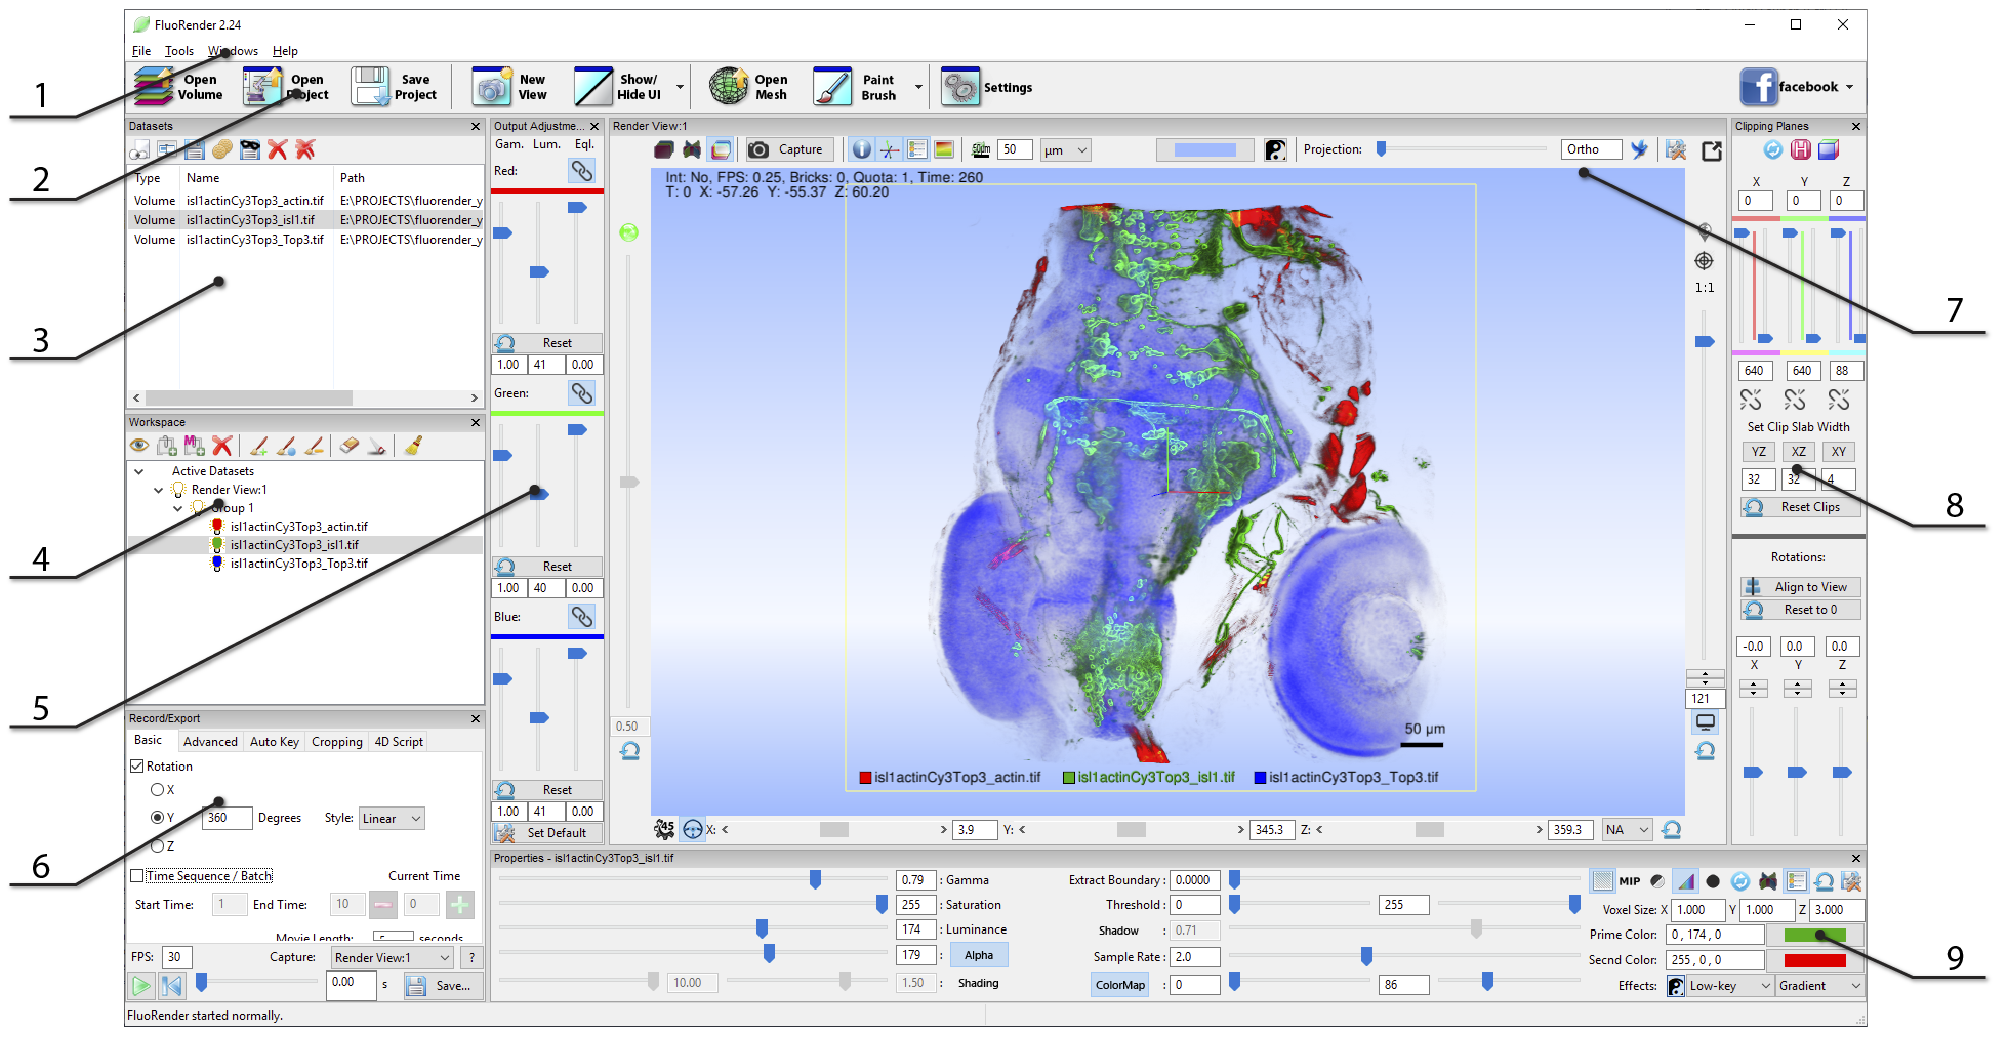 FluoRender 2.24
File Tools Windows Help
Open Volume
Open Project
Save Project
New View
Show/ Hide UI
Open Mesh
Paint Brush
Settings
facebook
1
2
3
4
5
6
7
8
9
Datasets
Type Name Path
Volume isl1actinCy3Top3_actin.tif E:\PROJECTS\fluorender_y
Volume isl1actinCy3Top3_isl1.tif E:\PROJECTS\fluorender_y
Volume isl1actinCy3Top3_Top3.tif E:\PROJECTS\fluorender_y
Workspace
Active Datasets
Render View:1
Group 1
isl1actinCy3Top3_actin.tif
isl1actinCy3Top3_isl1.tif
isl1actinCy3Top3_Top3.tif
Record/Export
Basic Advanced Auto Key Cropping 4D Script
Rotation
X
Y 360 Degrees Style: Linear
Z
Time Sequence / Batch Current Time
Start Time: 1 End Time: 10 0
Movie Length: 5 seconds
FPS: 30 Capture: Render View:1 ?
0.00 s Save...
FluoRender started normally.
Output Adjustme...
Gam. Lum. Eql.
Red:
Reset
1.00 41 0.00
Green:
Reset
1.00 40 0.00
Blue:
Reset
1.00 41 0.00
Set Default
Render View:1
Capture 50μm 50 μm Projection: Ortho
Int: No, FPS: 0.25, Bricks: 0, Quota: 1, Time: 260
T: 0 X: -57.26 Y: -55.37 Z: 60.20
0.50
1:1
121
50 μm
isl1actinCy3Top3_actin.tif isl1actinCy3Top3_isl1.tif isl1actinCy3Top3_Top3.tif
45 X: 3.9 Y: 345.3 Z: 359.3 NA
Clipping Planes
X Y Z
0 0 0
640 640 88
Set Clip Slab Width
YZ XZ XY
32 32 4
Reset Clips
Rotations:
Align to View
Reset to 0
-0.0 0.0 0.0
X Y Z
Properties - isl1actinCy3Top3_isl1.tif
0.79 : Gamma
255 : Saturation
174 : Luminance
179 : Alpha
10.00 1.50 : Shading
Extract Boundary : 0.0000
Threshold : 0 255
Shadow : 0.71
Sample Rate : 2.0
ColorMap : 0 86
MIP
Voxel Size: X 1.000 Y 1.000 Z 3.000
Prime Color: 0 , 174 , 0
Secnd Color: 255 , 0 , 0
Effects: Low-key Gradient